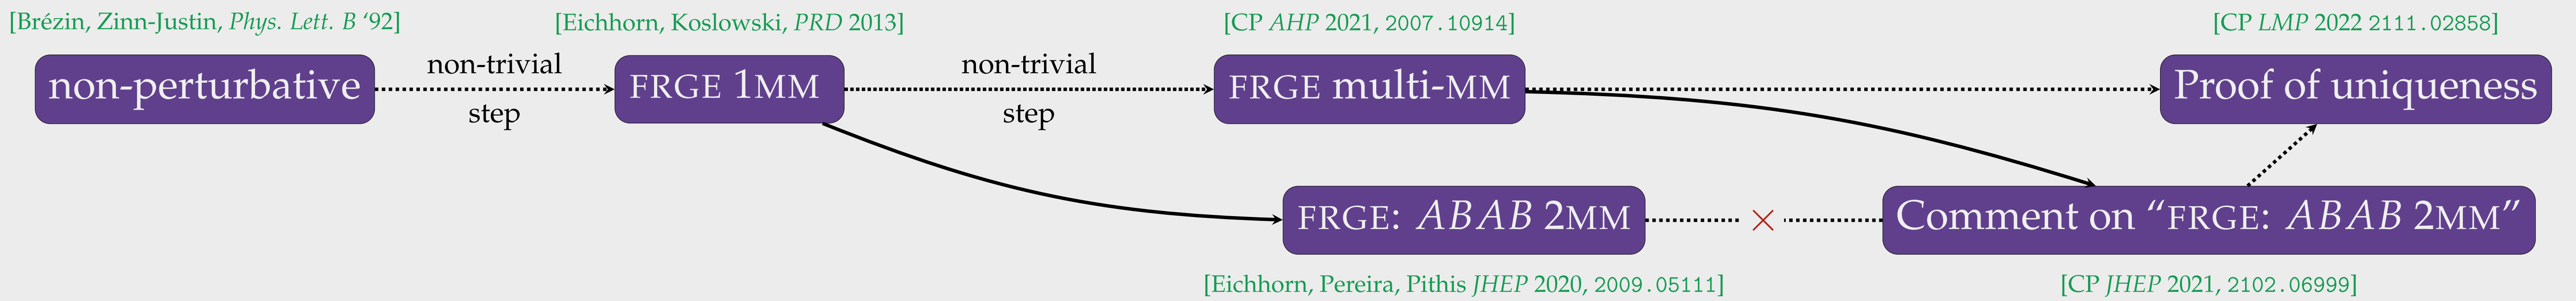 [Brézin, Zinn-Justin, Phys. Lett. B ‘92]
[Eichhorn, Koslowski, PRD 2013]
[CP AHP 2021, 2007.10914]
[CP LMP 2022 2111.02858]
non-perturbative
non-trivial
step
FRGE 1MM
non-trivial
step
FRGE multi-MM
Proof of uniqueness
FRGE: ABAB 2MM
×
Comment on “FRGE: ABAB 2MM”
[Eichhorn, Pereira, Pithis JHEP 2020, 2009.05111]
[CP JHEP 2021, 2102.06999]